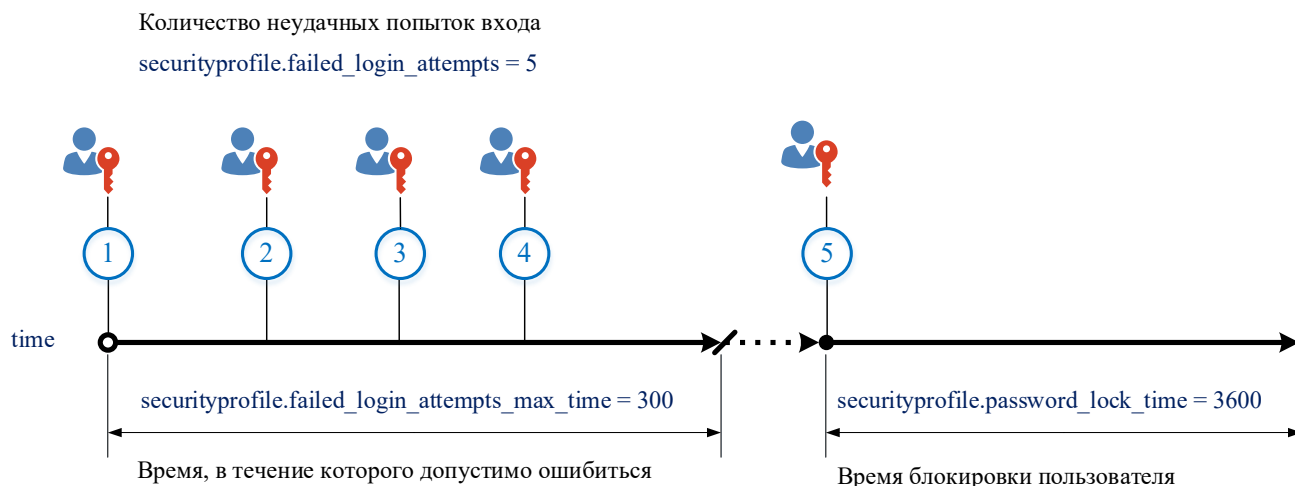 Количество неудачных попыток входа
securityprofile.failed_login_attempts = 5
1
2
3
4
5
time
securityprofile.failed_login_attempts_max_time = 300
securityprofile.password_lock_time = 3600
Время, в течение которого допустимо ошибиться
Время блокировки пользователя